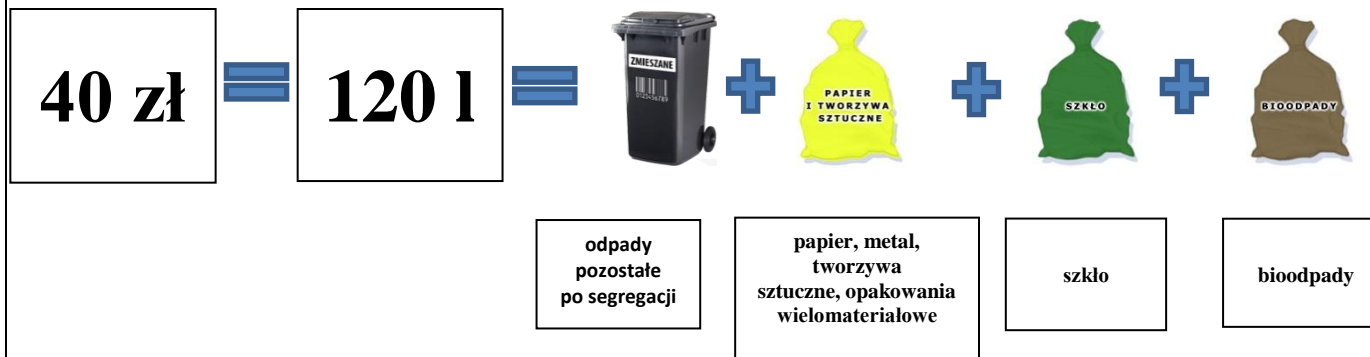 40 zł
120 l
ZMIESZANE
0123456789
PAPIER
I TWORZYWA
SZTUCZNE
SZKŁO
BIOODPADY
odpady
pozostałe
po segregacji
papier, metal,
tworzywa
sztuczne, opakowania
wielomateriałowe
szkło
bioodpady